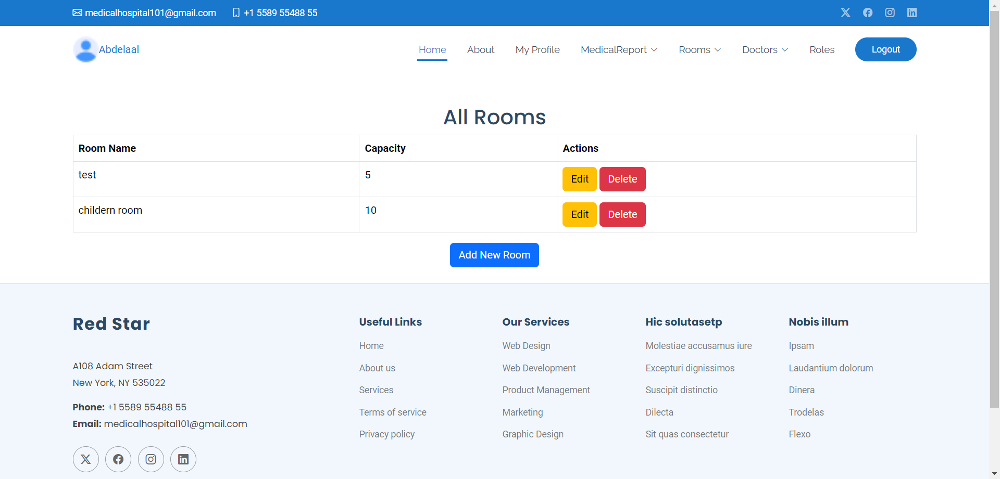 medicalhospital101@gmail.com +1 5589 55488 55
Abdelaal
Home About My Profile MedicalReport Rooms Doctors Roles Logout
All Rooms
Room Name Capacity Actions
test 5 Edit Delete
childern room 10 Edit Delete
Add New Room
Red Star
A108 Adam Street
New York, NY 535022
Phone: +1 5589 55488 55
Email: medicalhospital101@gmail.com
Useful Links
Home
About us
Services
Terms of service
Privacy policy
Our Services
Web Design
Web Development
Product Management
Marketing
Graphic Design
Hic solutasetp
Molestiae accusamus iure
Excepturi dignissimos
Suscipit distinctio
Dilecta
Sit quas consectetur
Nobis illum
Ipsam
Laudantium dolorum
Dinera
Trodelas
Flexo